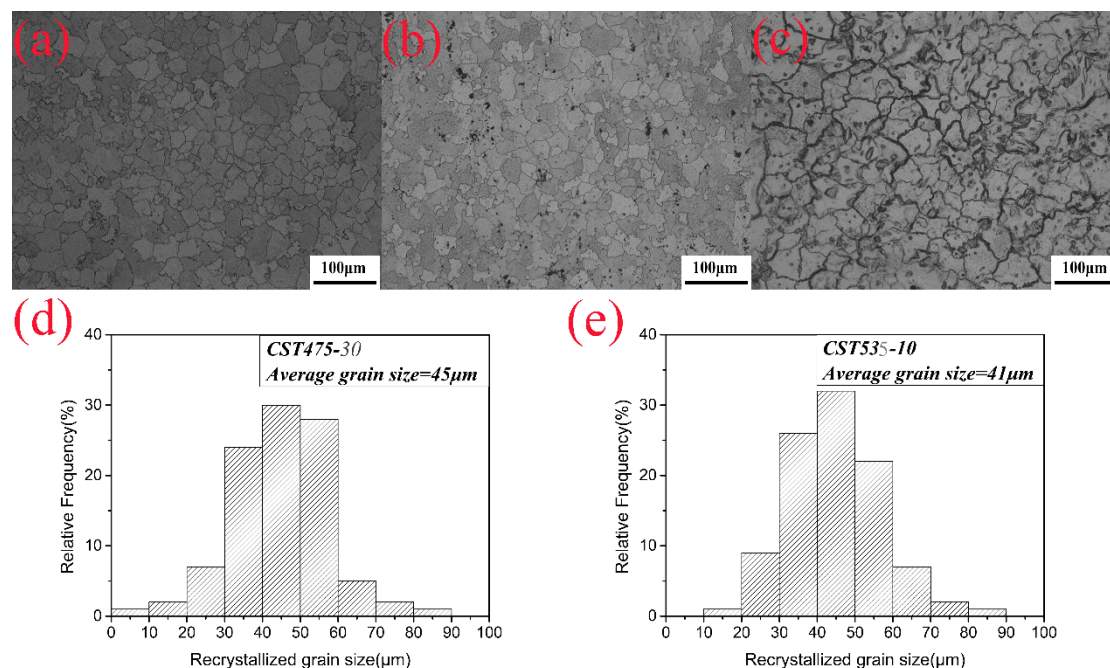 (a)
(b)
(c)
100μm
100μm
100μm
(d)
(e)
40
30
20
10
0
Relative Frequency(%)
CST475-30
Average grain size=45μm
0 10 20 30 40 50 60 70 80 90 100
Recrystallized grain size(μm)
40
30
20
10
0
Relative Frequency(%)
CST535-10
Average grain size=41μm
0 10 20 30 40 50 60 70 80 90 100
Recrystallized grain size(μm)